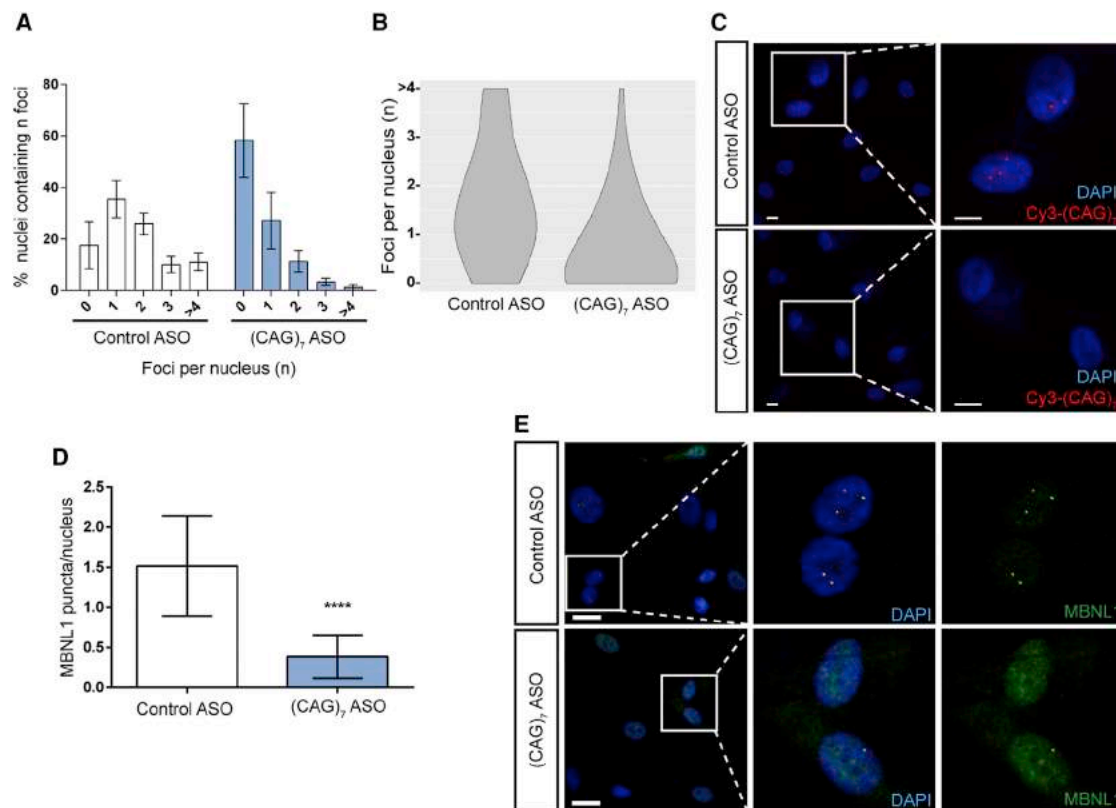 A
% nuclei containing n foci
80
60
40
20
0
0 1 2 3 >4 0 1 2 3 >4
Control ASO (CAG)₇ ASO
Foci per nucleus (n)
B
Foci per nucleus (n)
>4
3
2
1
0
Control ASO (CAG)₇ ASO
C
Control ASO
DAPI
Cy3-(CAG)₇
(CAG)₇ ASO
DAPI
Cy3-(CAG)₇
D
MBNL1 puncta/nucleus
2.5
2.0
1.5
1.0
0.5
0.0
****
Control ASO (CAG)₇ ASO
E
Control ASO
DAPI
MBNL1
(CAG)₇ ASO
DAPI
MBNL1